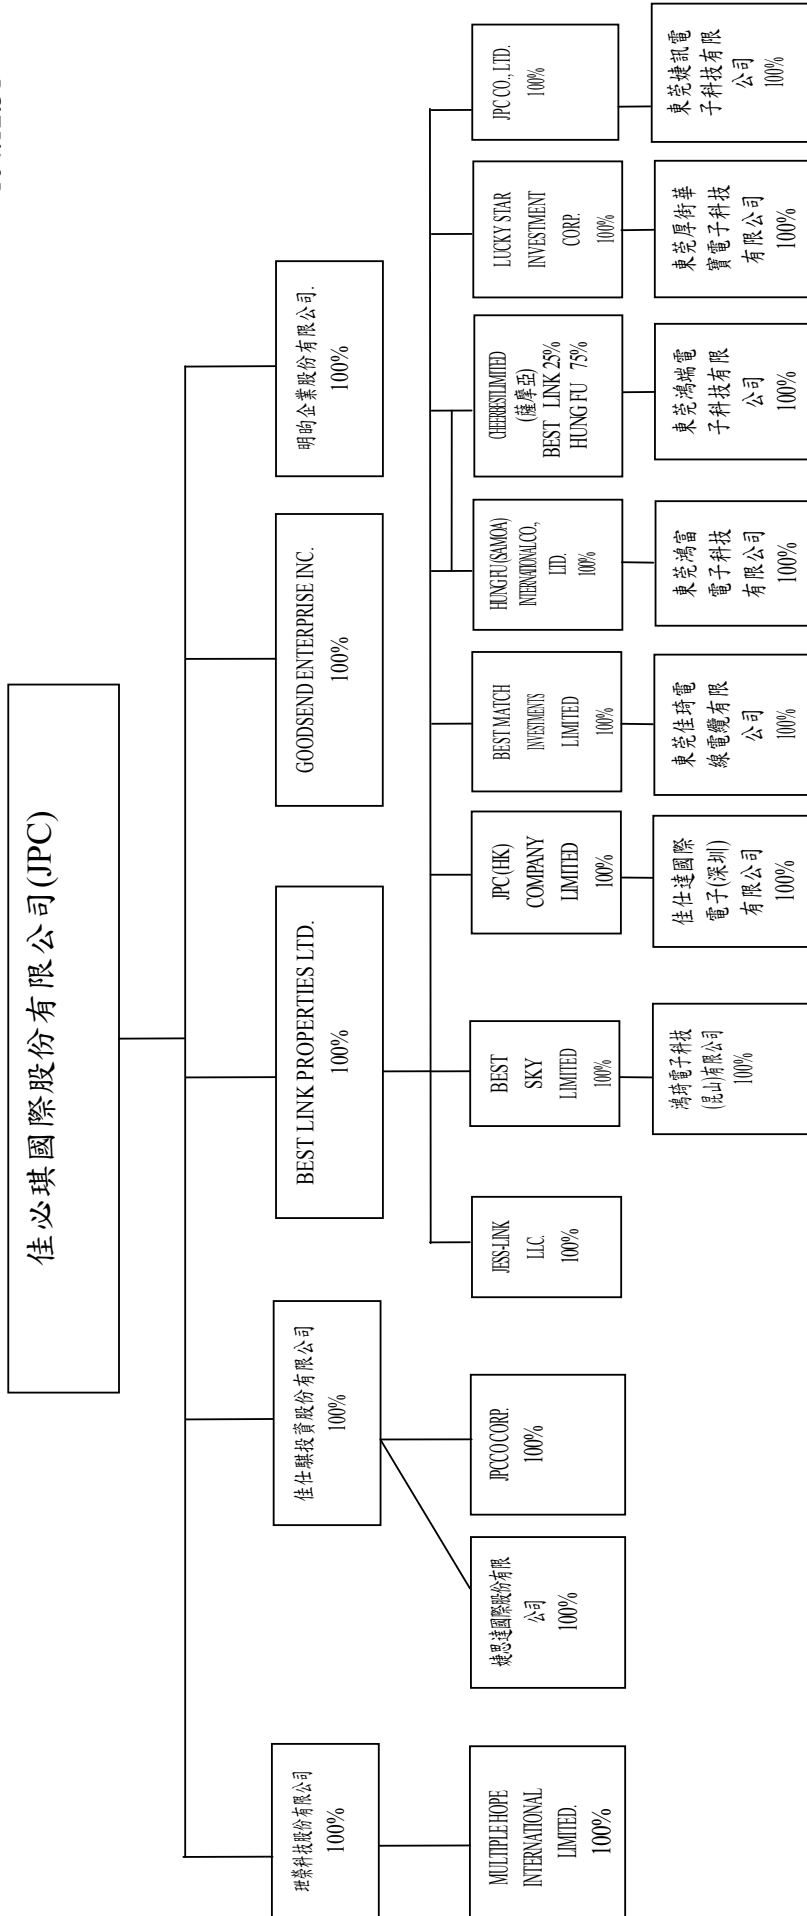 佳必琪國際股份有限公司(JPC)
玴榮科技股份有限公司
100%
佳仕騏投資股份有限公司
100%
BEST LINK PROPERTIES LTD.
100%
GOODSEND ENTERPRISE INC.
100%
明昫企業股份有限公司.
100%
MULTIPLE HOPE
INTERNATIONAL
LIMITED.
100%
婕思達國際股份有限
公司
100%
JPCCO CORP.
100%
JESS-LINK
LLC.
100%
BEST
SKY
LIMITED
100%
JPC (HK)
COMPANY
LIMITED
100%
BEST MATCH
INVESTMENTS
LIMITED
100%
HUNG FU (SAMOA)
INTERNATIONAL CO.,
LTD.
100%
CHEERBEST LIMITED
(薩摩亞)
BEST LINK 25%
HUNG FU 75%
LUCKY STAR
INVESTMENT
CORP.
100%
JPC CO., LTD.
100%
鴻琦電子科技
(昆山)有限公司
100%
佳仕達國際
電子(深圳)
有限公司
100%
東莞佳琦電
線電纜有限
公司
100%
東莞鴻富
電子科技
有限公司
100%
東莞鴻端電
子科技有限
公司
100%
東莞厚街華
寶電子科技
有限公司
100%
東莞婕訊電
子科技有限
公司
100%